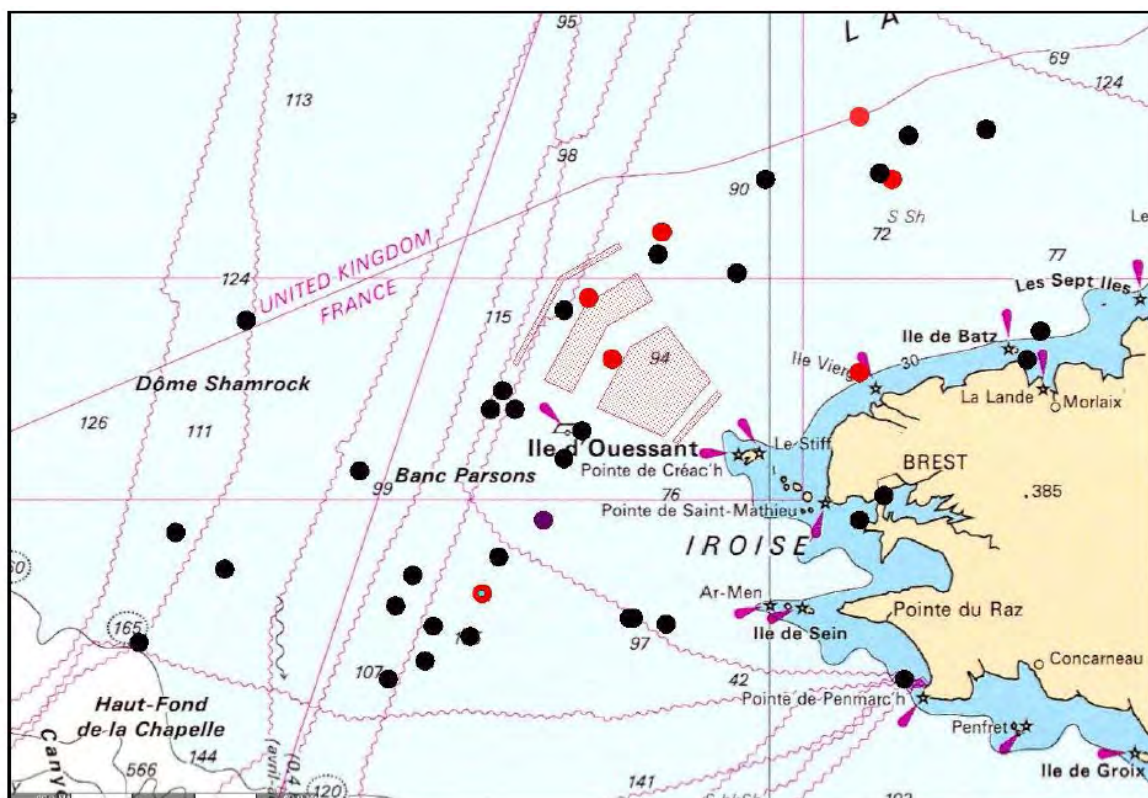 95
L A
69
124
113
98
90
S Sh
72
77
Le
UNITED KINGDOM
FRANCE
124
115
Les Sept Iles
Ile de Batz
94
Ile Vierg
30
Dôme Shamrock
La Lande
Morlaix
126
111
Ile d'Ouessant
Le Stiff
Pointe de Créac'h
BREST
Banc Parsons
99
76
385
Pointe de Saint-Mathieu
IROISE
Ar-Men
Pointe du Raz
165
Ile de Sein
97
Concarneau
107
42
Pointe de Penmarc'h
Haut-Fond
de la Chapelle
Penfret
144
Ile de Groix
566
120
141